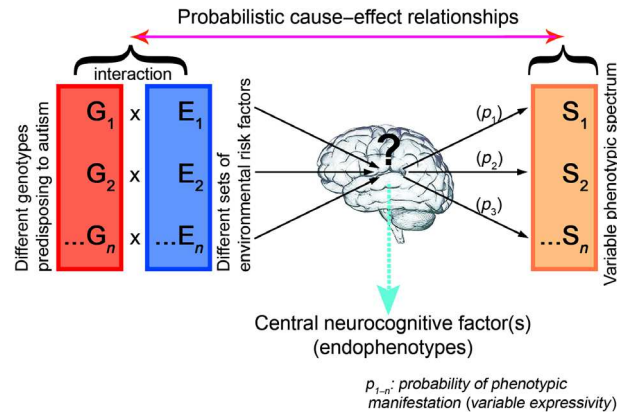 Probabilistic cause–effect relationships
interaction
Different genotypes
predisposing to autism
G1 x E1
G2 x E2
...Gn x ...En
Different sets of
environmental risk factors
?
(p1)
(p2)
(p3)
S1
S2
...Sn
Variable phenotypic spectrum
Central neurocognitive factor(s)
(endophenotypes)
p1–n: probability of phenotypic
manifestation (variable expressivity)